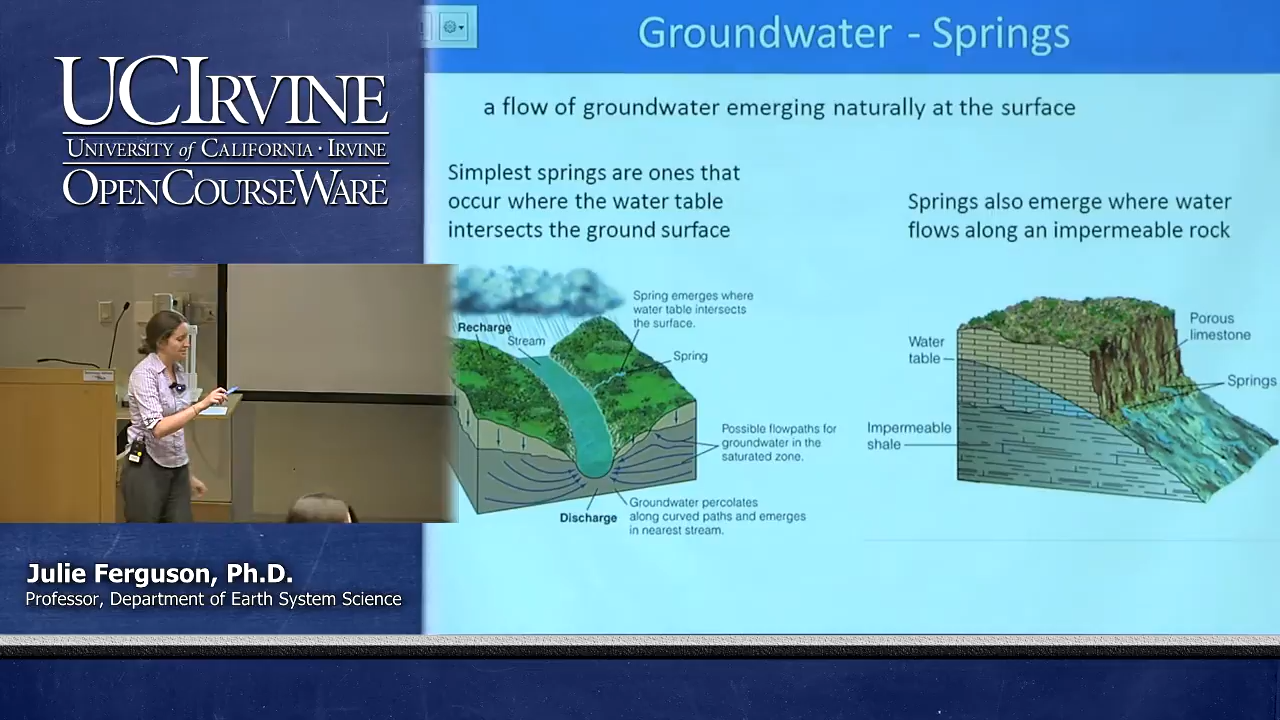 UCIRVINE
UNIVERSITY of CALIFORNIA · IRVINE
OPENCOURSEWARE
Julie Ferguson, Ph.D.
Professor, Department of Earth System Science
Groundwater - Springs
a flow of groundwater emerging naturally at the surface
Simplest springs are ones that
occur where the water table
intersects the ground surface
Recharge
Stream
Spring emerges where
water table intersects
the surface.
Spring
Possible flowpaths for
groundwater in the
saturated zone.
Discharge
Groundwater percolates
along curved paths and emerges
in nearest stream.
Springs also emerge where water
flows along an impermeable rock
Water
table
Impermeable
shale
Porous
limestone
Springs